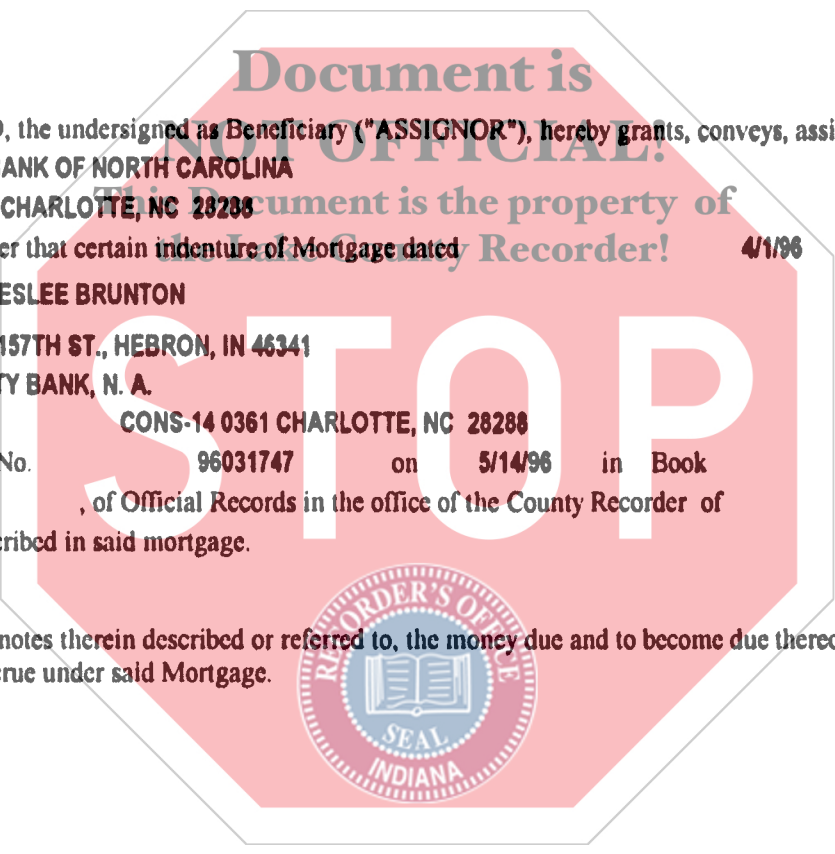 Document is
NOT OFFICIAL!
This Document is the property of
the Lake County Recorder!
, the undersigned as Beneficiary ("ASSIGNOR"), hereby grants, conveys, assi
ANK OF NORTH CAROLINA
CHARLOTTE, NC 28288
er that certain indenture of Mortgage dated 4/1/96
ESLEE BRUNTON
157TH ST., HEBRON, IN 46341
TY BANK, N. A.
CONS-14 0361 CHARLOTTE, NC 28288
No. 96031747 on 5/14/96 in Book
, of Official Records in the office of the County Recorder of
ribed in said mortgage.
notes therein described or referred to, the money due and to become due thereo
rue under said Mortgage.
STOP
RECORDER'S OFFICE
SEAL
INDIANA